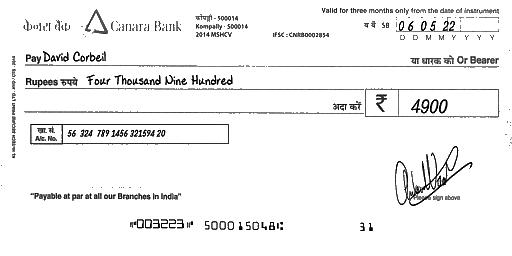 केनरा बैंक Canara Bank
कोंपल्ली - 500014
Kompally - 500014
2014 MSHCV
IFSC : CNRB0002854
Valid for three months only from the date of instrument
SB 06 05 22
D D M M Y Y Y Y
Pay David Corbeil या धारक को Or Bearer
Rupees रुपये Four Thousand Nine Hundred
अदा करें ₹ 4900
खा. सं.
A/c. No. 56 324 789 1456 321594 20
"Payable at par at all our Branches in India"
Please sign above
⑈003223⑈ 500015048⑆ 31